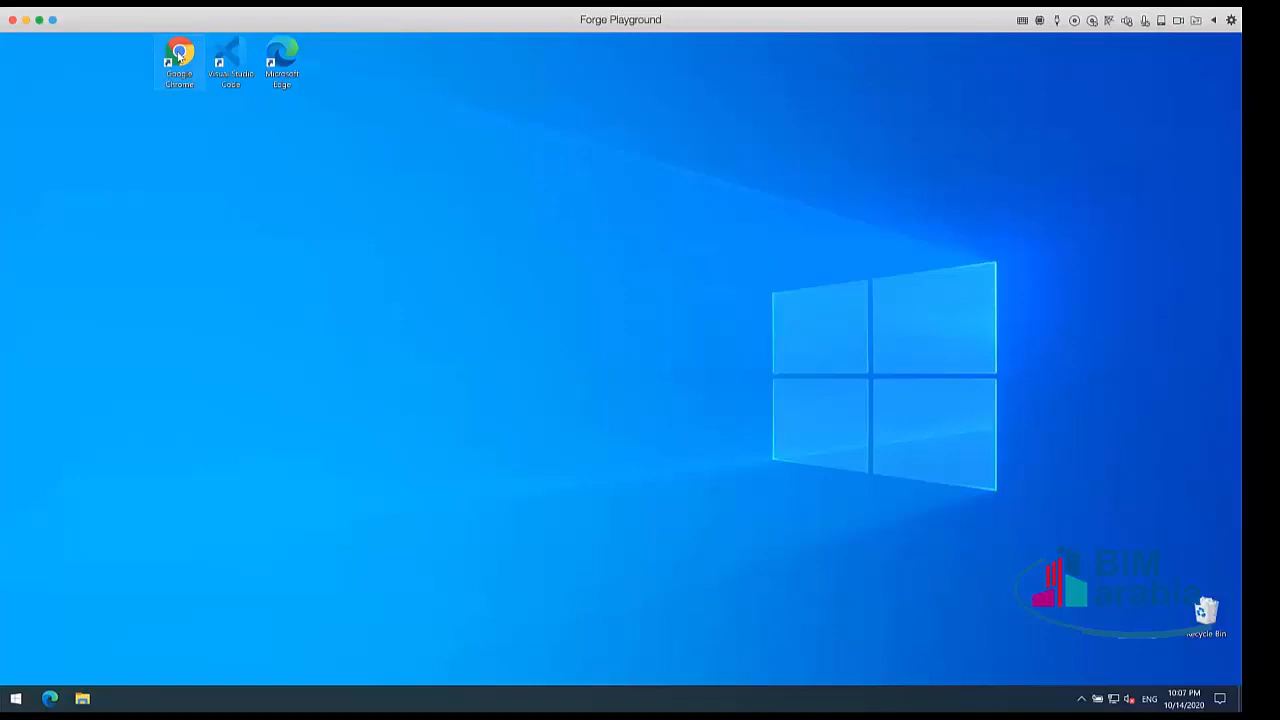 Forge Playground
Google
Chrome
Visual Studio
Code
Microsoft
Edge
BIM
arabia
Recycle Bin
ENG
10:07 PM
10/14/2020